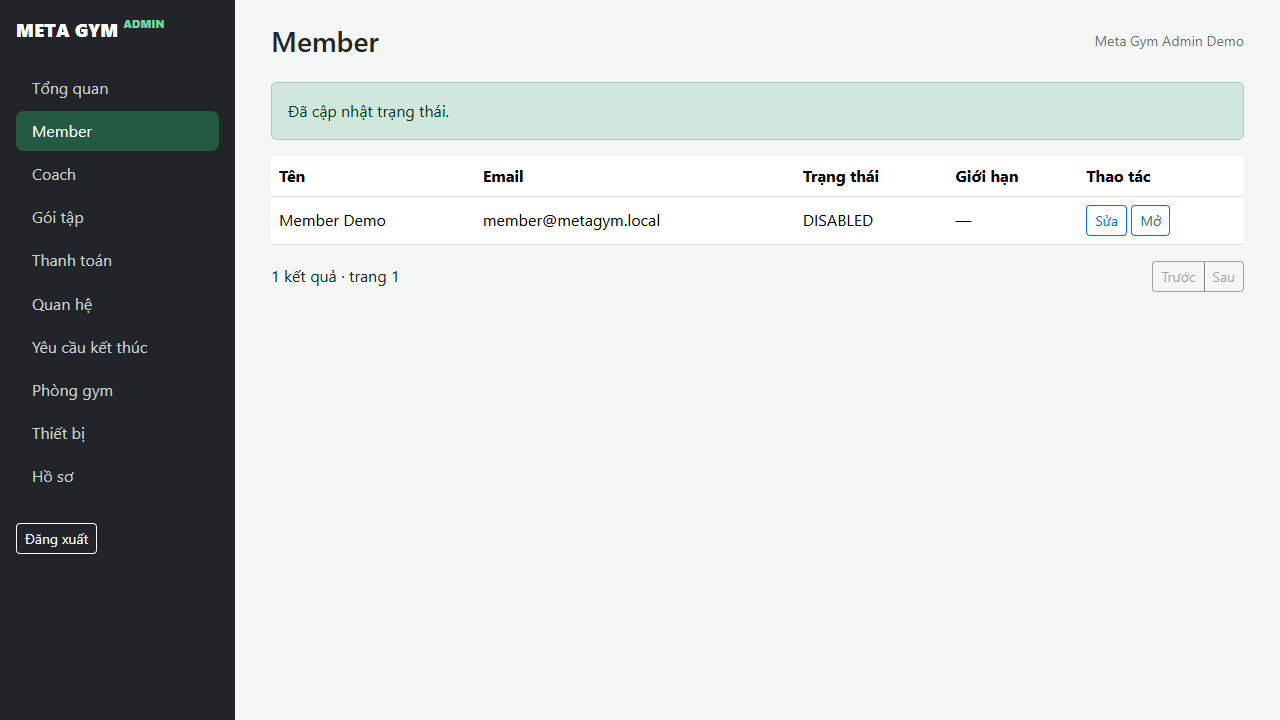 META GYM ADMIN
Tổng quan
Member
Coach
Gói tập
Thanh toán
Quan hệ
Yêu cầu kết thúc
Phòng gym
Thiết bị
Hồ sơ
Đăng xuất
Member
Meta Gym Admin Demo
Đã cập nhật trạng thái.
Tên Email Trạng thái Giới hạn Thao tác
Member Demo member@metagym.local DISABLED — Sửa Mở
1 kết quả · trang 1
Trước Sau